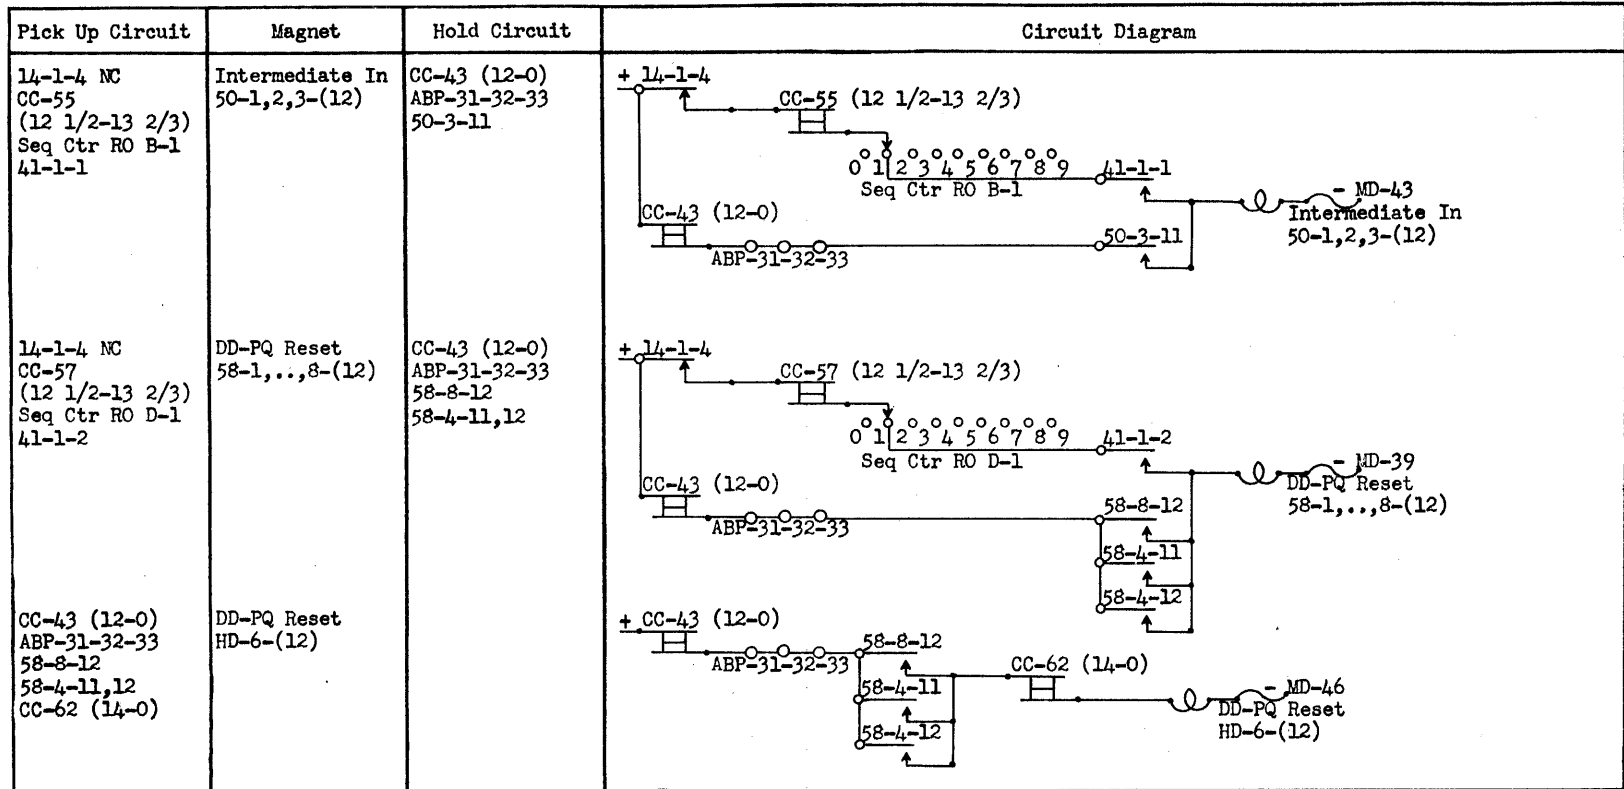 Pick Up Circuit Magnet Hold Circuit Circuit Diagram
14-1-4 NC
CC-55
(12 1/2-13 2/3)
Seq Ctr RO B-1
41-1-1
Intermediate In
50-1,2,3-(12)
CC-43 (12-0)
ABP-31-32-33
50-3-11
+ 14-1-4
CC-55 (12 1/2-13 2/3)
0 1 2 3 4 5 6 7 8 9
Seq Ctr RO B-1
41-1-1
CC-43 (12-0)
ABP-31-32-33
50-3-11
- MD-43
Intermediate In
50-1,2,3-(12)
14-1-4 NC
CC-57
(12 1/2-13 2/3)
Seq Ctr RO D-1
41-1-2
DD-PQ Reset
58-1,..,8-(12)
CC-43 (12-0)
ABP-31-32-33
58-8-12
58-4-11,12
+ 14-1-4
CC-57 (12 1/2-13 2/3)
0 1 2 3 4 5 6 7 8 9
Seq Ctr RO D-1
41-1-2
CC-43 (12-0)
ABP-31-32-33
58-8-12
58-4-11
58-4-12
- MD-39
DD-PQ Reset
58-1,..,8-(12)
CC-43 (12-0)
ABP-31-32-33
58-8-12
58-4-11,12
CC-62 (14-0)
DD-PQ Reset
HD-6-(12)
+ CC-43 (12-0)
ABP-31-32-33
58-8-12
58-4-11
58-4-12
CC-62 (14-0)
- MD-46
DD-PQ Reset
HD-6-(12)